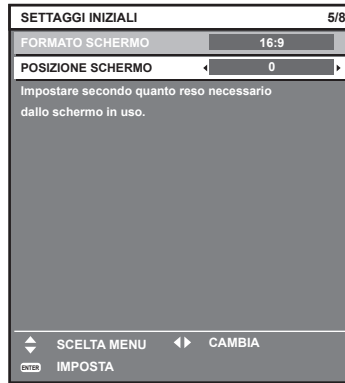 SETTAGGI INIZIALI 5/8
FORMATO SCHERMO 16:9
POSIZIONE SCHERMO 0
Impostare secondo quanto reso necessario
dallo schermo in uso.
SCELTA MENU CAMBIA
ENTER IMPOSTA